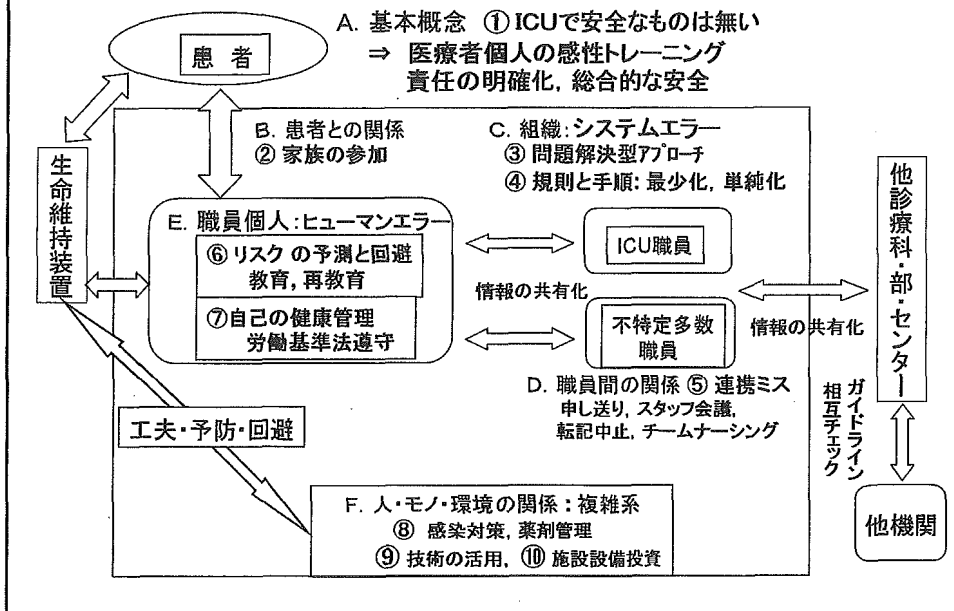 A. 基本概念 ① ICUで安全なものは無い
⇒ 医療者個人の感性トレーニング
責任の明確化, 総合的な安全
患者
B. 患者との関係
② 家族の参加
C. 組織:システムエラー
③ 問題解決型アプローチ
④ 規則と手順: 最少化, 単純化
生命維持装置
E. 職員個人:ヒューマンエラー
⑥ リスクの予測と回避
教育, 再教育
⑦自己の健康管理
労働基準法遵守
情報の共有化
ICU職員
不特定多数
職員
情報の共有化
他診療科・部・センター
D. 職員間の関係 ⑤ 連携ミス
申し送り, スタッフ会議,
転記中止, チームナーシング
ガイドライン
相互チェック
他機関
工夫・予防・回避
F. 人・モノ・環境の関係:複雑系
⑧ 感染対策, 薬剤管理
⑨ 技術の活用, ⑩ 施設設備投資